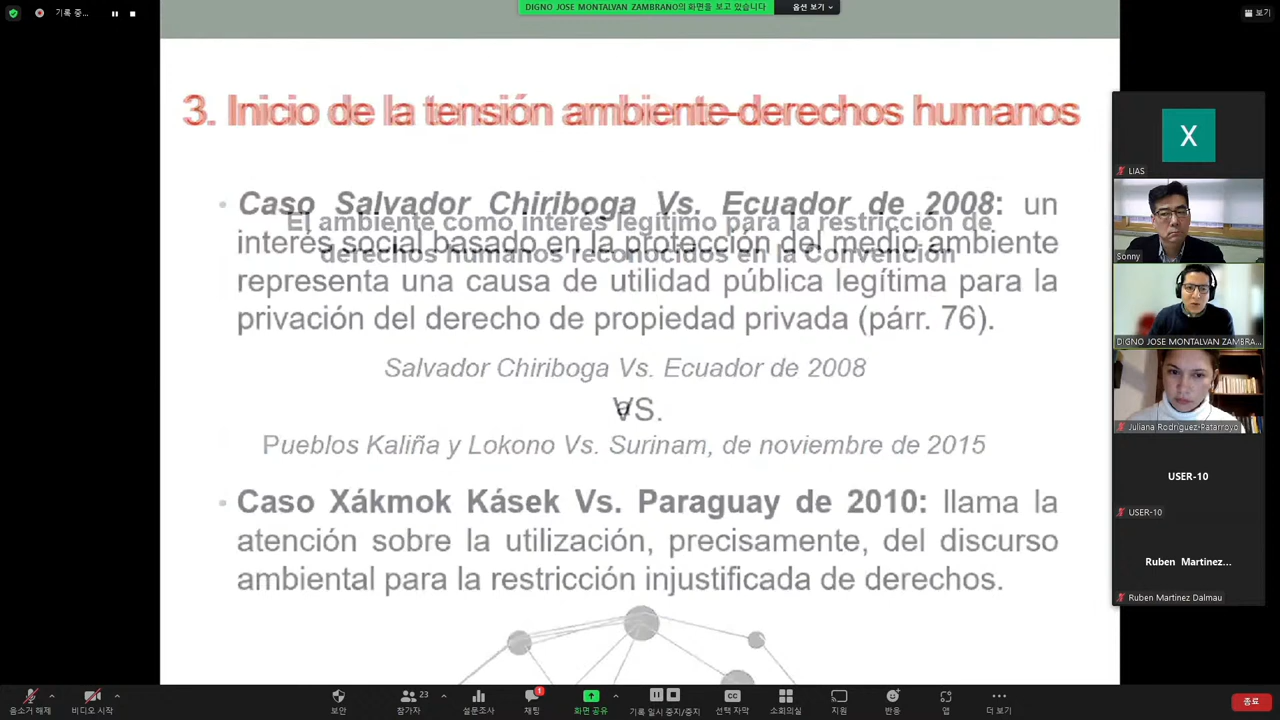 기록 중...
DIGNO JOSE MONTALVAN ZAMBRANO의 화면을 보고 있습니다
옵션 보기
보기
3. Inicio de la tensión ambiente-derechos humanos
Caso Salvador Chiriboga Vs. Ecuador de 2008: un
El ambiente como interés legítimo para la restricción de
interés social basado en la protección del medio ambiente
derechos humanos reconocidos en la Convención
representa una causa de utilidad pública legítima para la
privación del derecho de propiedad privada (párr. 76).
Salvador Chiriboga Vs. Ecuador de 2008
VS.
a
Pueblos Kaliña y Lokono Vs. Surinam, de noviembre de 2015
Caso Xákmok Kásek Vs. Paraguay de 2010: llama la
atención sobre la utilización, precisamente, del discurso
ambiental para la restricción injustificada de derechos.
X
LIAS
Sonny
DIGNO JOSE MONTALVAN ZAMBRA...
Juliana Rodríguez-Patarroyo
USER-10
USER-10
Ruben Martinez...
Ruben Martinez Dalmau
음소거 해제
비디오 시작
보안
23
참가자
설문조사
1
채팅
화면 공유
기록 일시 중지/중지
CC
선택 자막
소회의실
지원
반응
앱
더 보기
종료